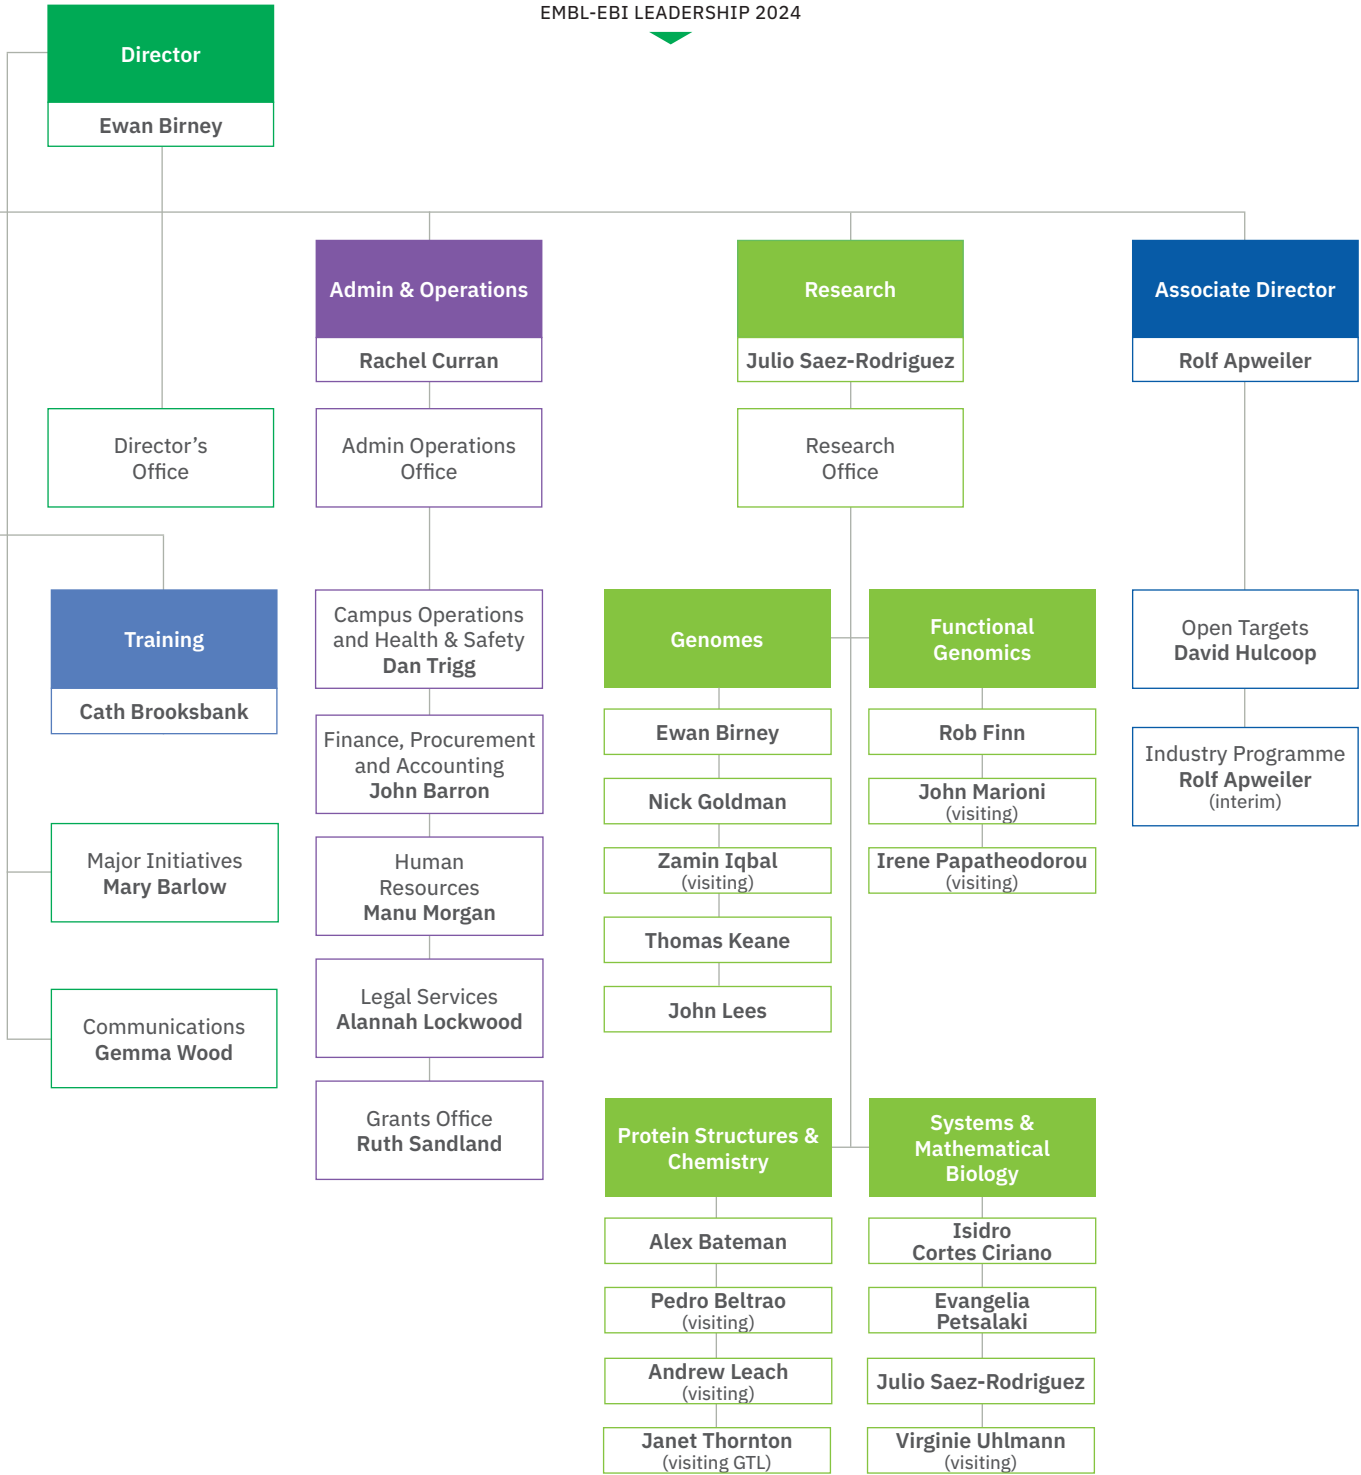 EMBL-EBI LEADERSHIP 2024
Director
Ewan Birney
Director’s
Office
Training
Cath Brooksbank
Major Initiatives
Mary Barlow
Communications
Gemma Wood
Admin & Operations
Rachel Curran
Admin Operations
Office
Campus Operations
and Health & Safety
Dan Trigg
Finance, Procurement
and Accounting
John Barron
Human
Resources
Manu Morgan
Legal Services
Alannah Lockwood
Grants Office
Ruth Sandland
Research
Julio Saez-Rodriguez
Research
Office
Genomes
Ewan Birney
Nick Goldman
Zamin Iqbal
(visiting)
Thomas Keane
John Lees
Functional
Genomics
Rob Finn
John Marioni
(visiting)
Irene Papatheodorou
(visiting)
Protein Structures &
Chemistry
Alex Bateman
Pedro Beltrao
(visiting)
Andrew Leach
(visiting)
Janet Thornton
(visiting GTL)
Systems &
Mathematical
Biology
Isidro
Cortes Ciriano
Evangelia
Petsalaki
Julio Saez-Rodriguez
Virginie Uhlmann
(visiting)
Associate Director
Rolf Apweiler
Open Targets
David Hulcoop
Industry Programme
Rolf Apweiler
(interim)